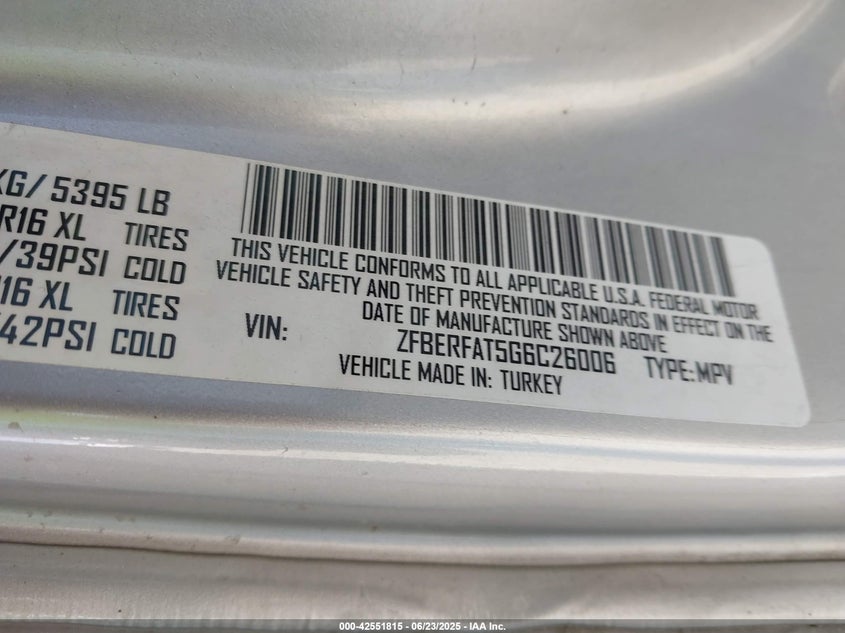 KG/ 5395 LB
R16 XL TIRES
/39PSI COLD
16 XL TIRES
42PSI COLD
THIS VEHICLE CONFORMS TO ALL APPLICABLE U.S.A. FEDERAL MOTOR
VEHICLE SAFETY AND THEFT PREVENTION STANDARDS IN EFFECT ON THE
DATE OF MANUFACTURE SHOWN ABOVE
VIN: ZFBERFAT5G6C26006 TYPE: MPV
VEHICLE MADE IN: TURKEY
000-42551815 - 06/23/2025 - IAA Inc.